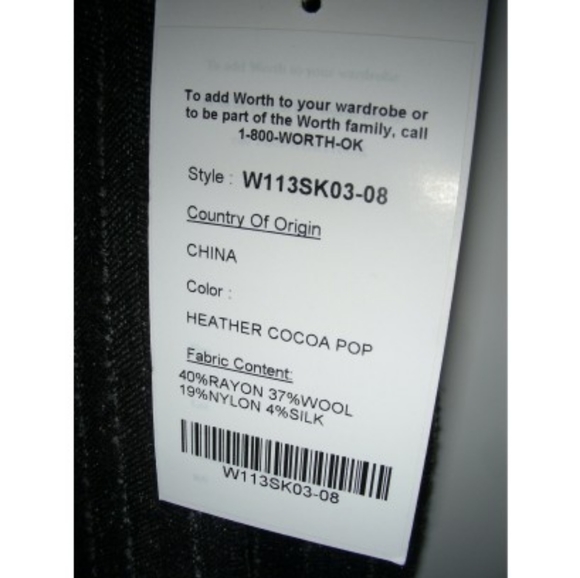 To add Worth to your wardrobe or
to be part of the Worth family, call
1-800-WORTH-OK
Style : W113SK03-08
Country Of Origin
CHINA
Color :
HEATHER COCOA POP
Fabric Content:
40%RAYON 37%WOOL
19%NYLON 4%SILK
W113SK03-08